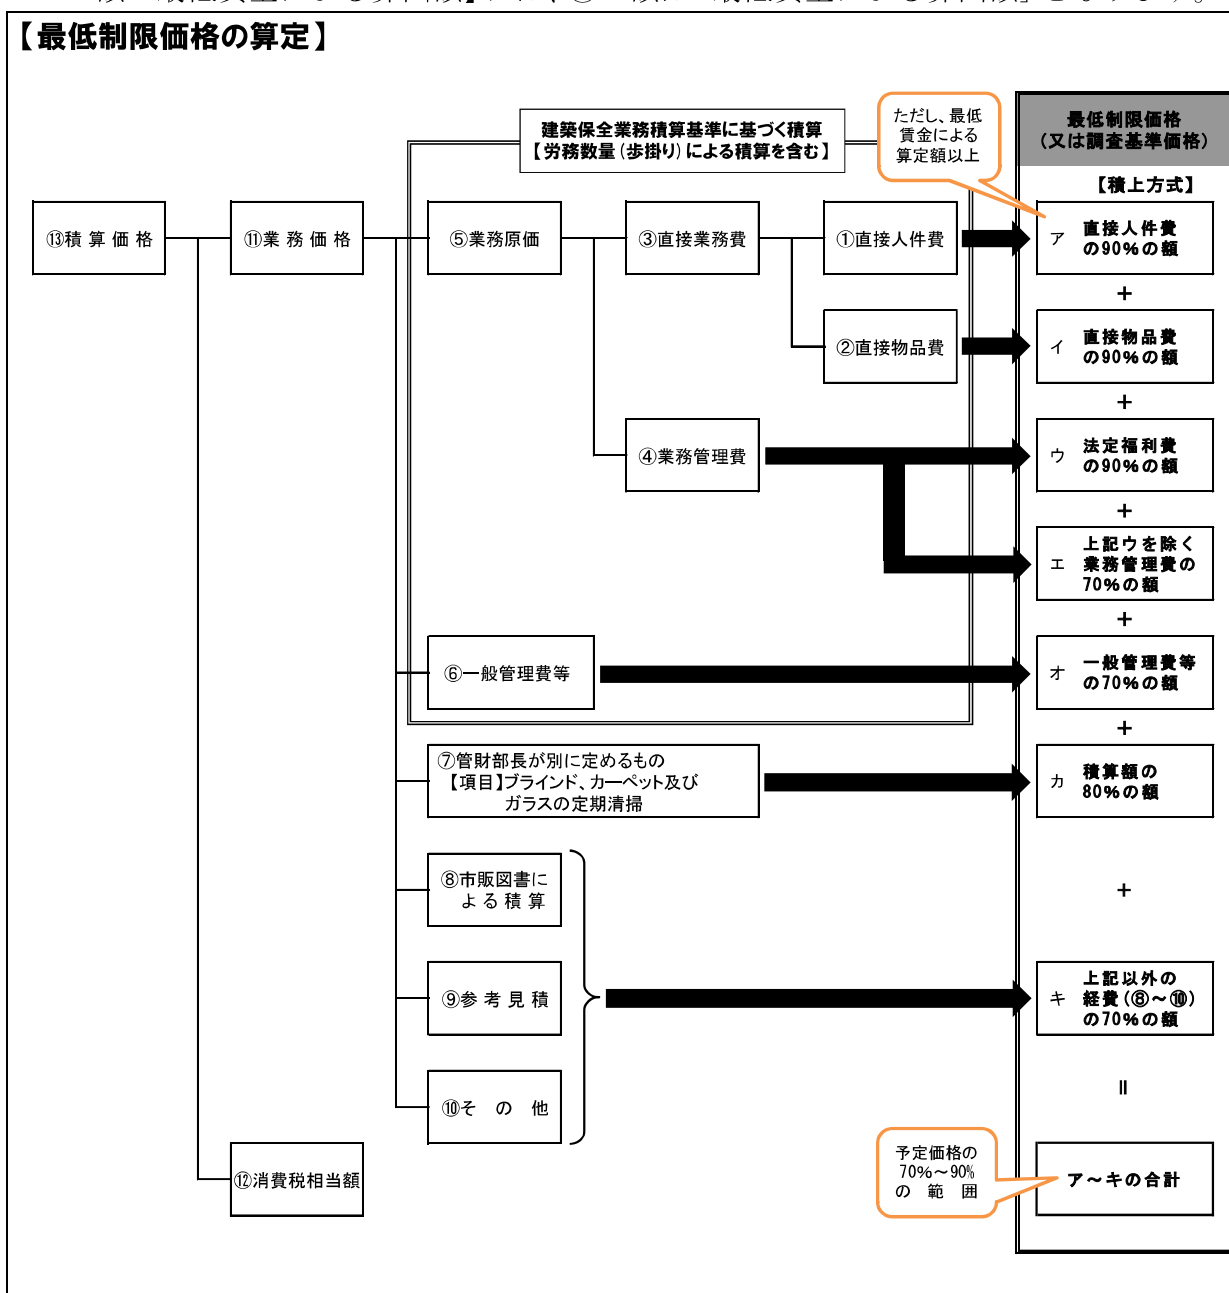 【最低制限価格の算定】
建築保全業務積算基準に基づく積算
【労務数量(歩掛り)による積算を含む】
ただし、最低
賃金による
算定額以上
最低制限価格
(又は調査基準価格)
【積上方式】
⑬積算価格
⑪業務価格
⑤業務原価
③直接業務費
①直接人件費
ア 直接人件費
の90%の額
+
②直接物品費
イ 直接物品費
の90%の額
+
④業務管理費
ウ 法定福利費
の90%の額
+
エ 上記ウを除く
業務管理費の
70%の額
+
⑥一般管理費等
オ 一般管理費等
の70%の額
+
⑦管財部長が別に定めるもの
【項目】ブラインド、カーペット及び
ガラスの定期清掃
カ 積算額の
80%の額
+
⑧市販図書に
よる積算
⑨参考見積
キ 上記以外の
経費(⑧~⑩)
の70%の額
=
⑩その他
⑫消費税相当額
予定価格の
70%~90%
の範囲
ア~キの合計